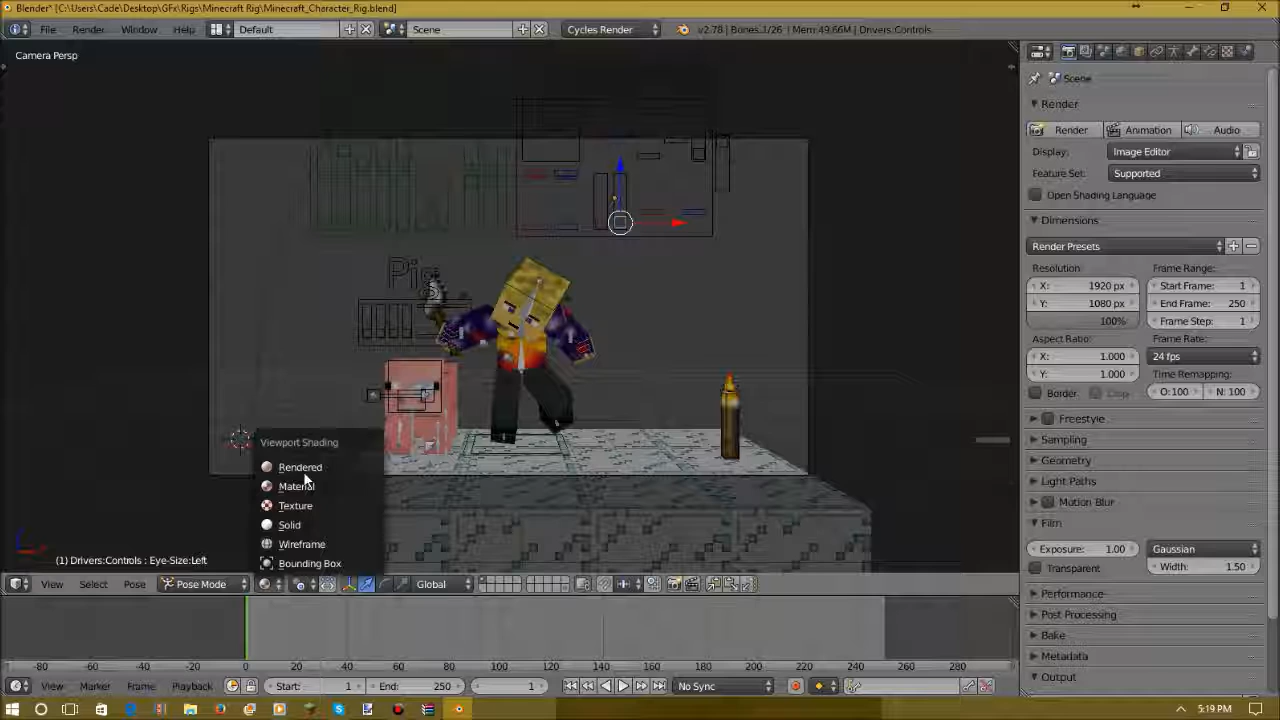 Blender* [C:\Users\Cade\Desktop\GFx\Rigs\Minecraft Rig\Minecraft_Character_Rig.blend]
File Render Window Help Default Scene Cycles Render v2.78 | Bones:1/26 | Mem:49.66M | Drivers:Controls
Camera Persp
Scene
Render
Render Animation Audio
Display: Image Editor
Feature Set: Supported
Open Shading Language
Dimensions
Render Presets
Resolution: Frame Range:
X: 1920 px Start Frame: 1
Y: 1080 px End Frame: 250
100% Frame Step: 1
Aspect Ratio: Frame Rate:
X: 1.000 24 fps
Y: 1.000 Time Remapping:
Border Crop O:100 N: 100
Freestyle
Sampling
Geometry
Light Paths
Motion Blur
Film
Exposure: 1.00 Gaussian
Transparent Width: 1.50
Performance
Post Processing
Bake
Metadata
Output
Pig
Viewport Shading
Rendered
Material
Texture
Solid
Wireframe
Bounding Box
(1) Drivers:Controls : Eye-Size:Left
View Select Pose Pose Mode Global
-80 -60 -40 -20 0 20 40 60 80 100 120 140 160 180 200 220 240 260 280
View Marker Frame Playback Start: 1 End: 250 1 No Sync
5:19 PM